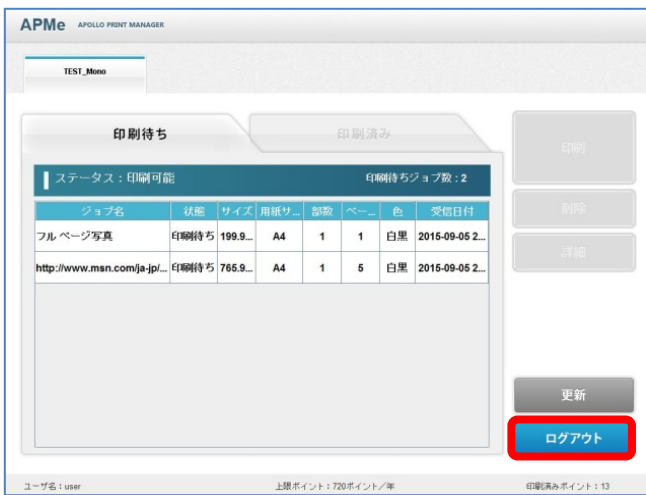 APMe APOLLO PRINT MANAGER
TEST_Mono
印刷待ち 印刷済み
ステータス：印刷可能 印刷待ちジョブ数：2
ジョブ名 状態 サイズ 用紙サ... 部数 ペー... 色 受信日付
フル ページ写真 印刷待ち 199.9... A4 1 1 白黒 2015-09-05 2...
http://www.msn.com/ja-jp/... 印刷待ち 765.9... A4 1 5 白黒 2015-09-05 2...
印刷
削除
詳細
更新
ログアウト
ユーザ名：user 上限ポイント：720ポイント／年 印刷済みポイント：13